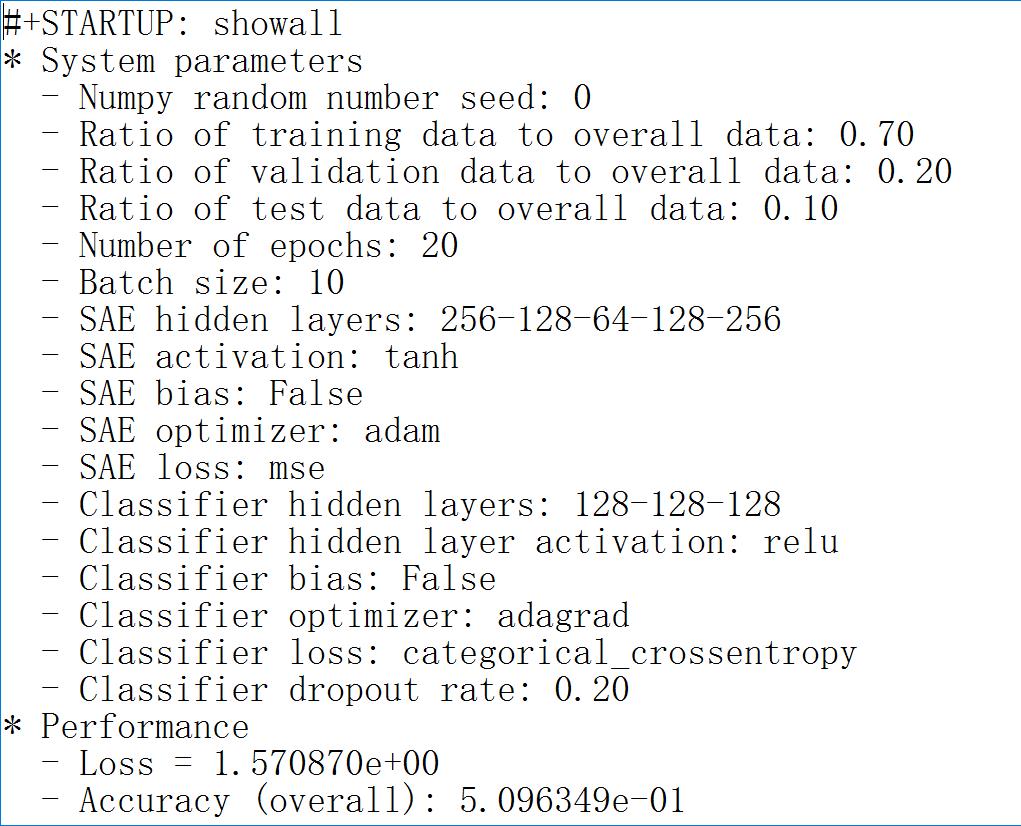 #+STARTUP: showall
* System parameters
- Numpy random number seed: 0
- Ratio of training data to overall data: 0.70
- Ratio of validation data to overall data: 0.20
- Ratio of test data to overall data: 0.10
- Number of epochs: 20
- Batch size: 10
- SAE hidden layers: 256-128-64-128-256
- SAE activation: tanh
- SAE bias: False
- SAE optimizer: adam
- SAE loss: mse
- Classifier hidden layers: 128-128-128
- Classifier hidden layer activation: relu
- Classifier bias: False
- Classifier optimizer: adagrad
- Classifier loss: categorical_crossentropy
- Classifier dropout rate: 0.20
* Performance
- Loss = 1.570870e+00
- Accuracy (overall): 5.096349e-01